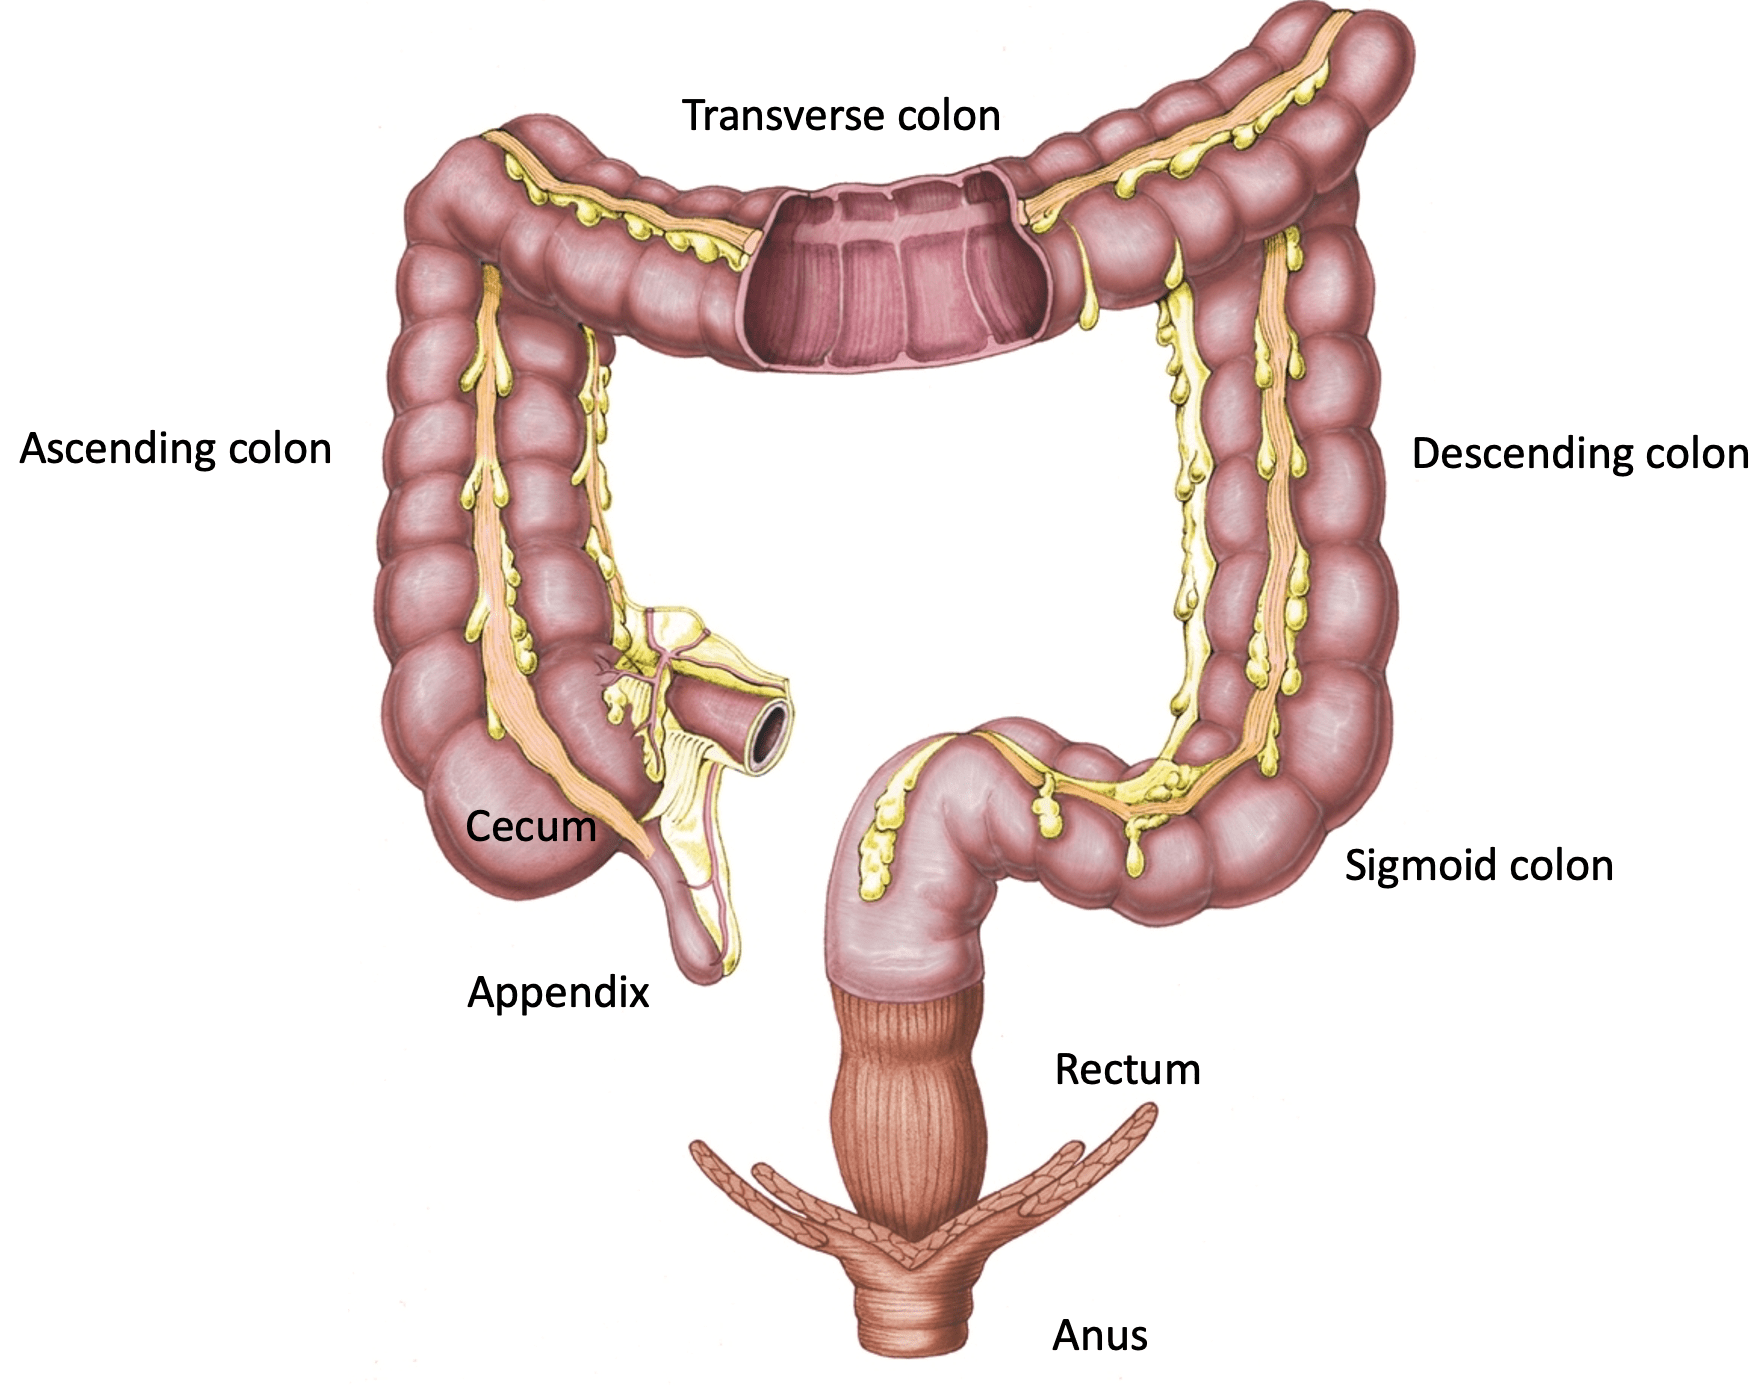 Transverse colon
Ascending colon
Descending colon
Cecum
Sigmoid colon
Appendix
Rectum
Anus